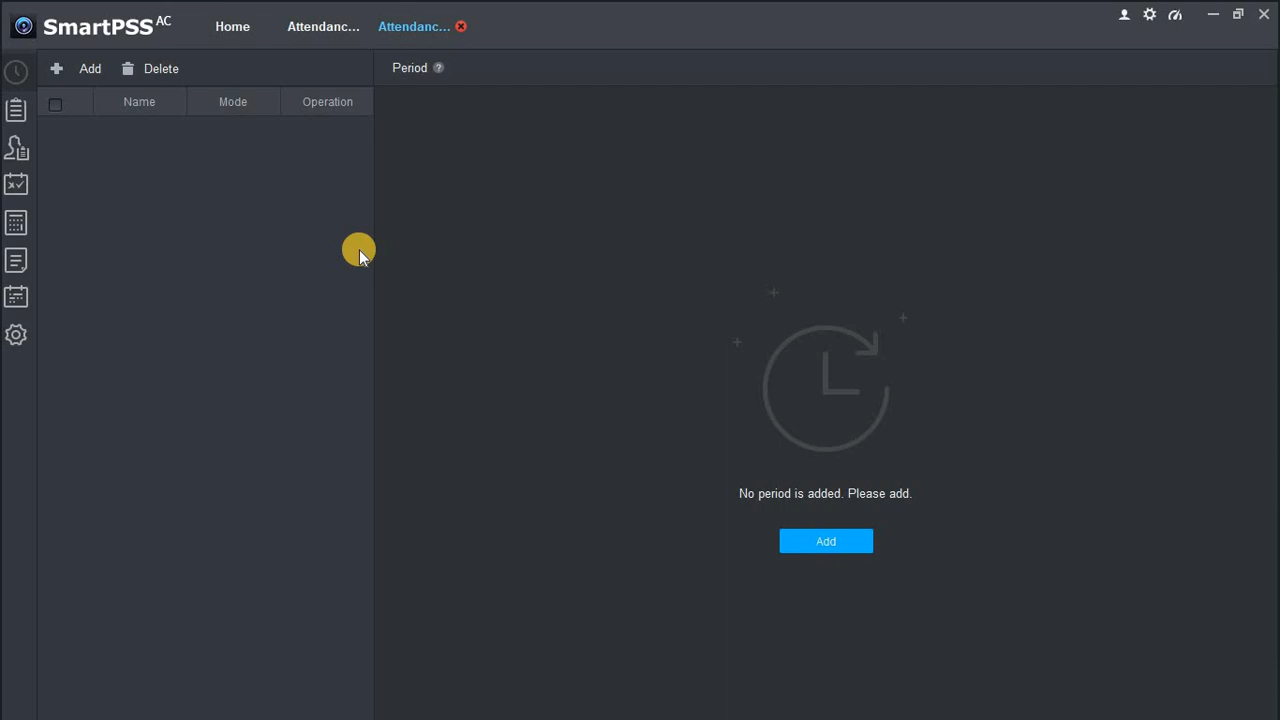 SmartPSS AC
Home
Attendanc...
Attendanc...
Add
Delete
Period ?
Name
Mode
Operation
No period is added. Please add.
Add